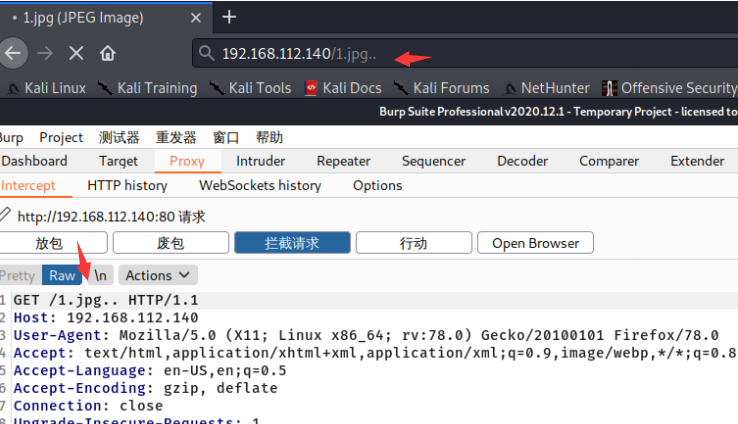 • 1.jpg (JPEG Image) × +
192.168.112.140/1.jpg..
Kali Linux Kali Training Kali Tools Kali Docs Kali Forums NetHunter Offensive Security
Burp Suite Professional v2020.12.1 - Temporary Project - licensed to
Burp Project 测试器 重发器 窗口 帮助
Dashboard Target Proxy Intruder Repeater Sequencer Decoder Comparer Extender
Intercept HTTP history WebSockets history Options
http://192.168.112.140:80 请求
放包 废包 拦截请求 行动 Open Browser
Pretty Raw \n Actions
1 GET /1.jpg.. HTTP/1.1
2 Host: 192.168.112.140
3 User-Agent: Mozilla/5.0 (X11; Linux x86_64; rv:78.0) Gecko/20100101 Firefox/78.0
4 Accept: text/html,application/xhtml+xml,application/xml;q=0.9,image/webp,*/*;q=0.8
5 Accept-Language: en-US,en;q=0.5
6 Accept-Encoding: gzip, deflate
7 Connection: close
8 Upgrade-Insecure-Requests: 1